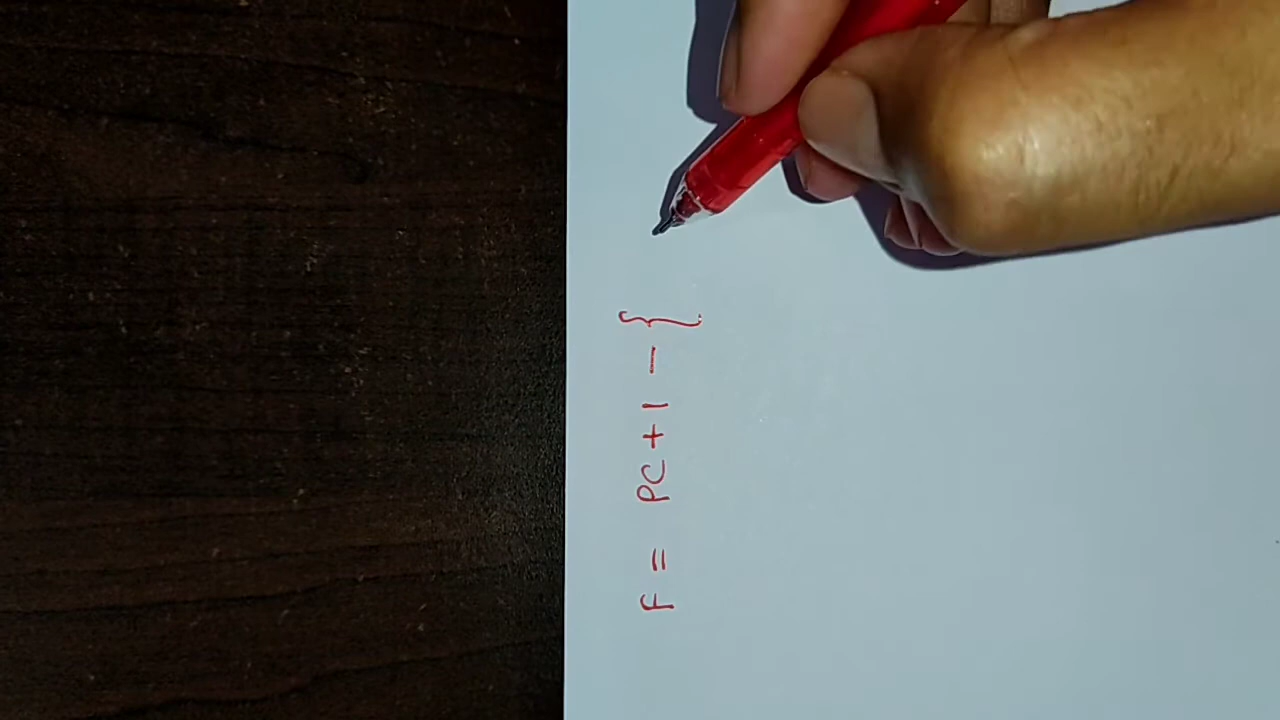 F = PC+1 - {